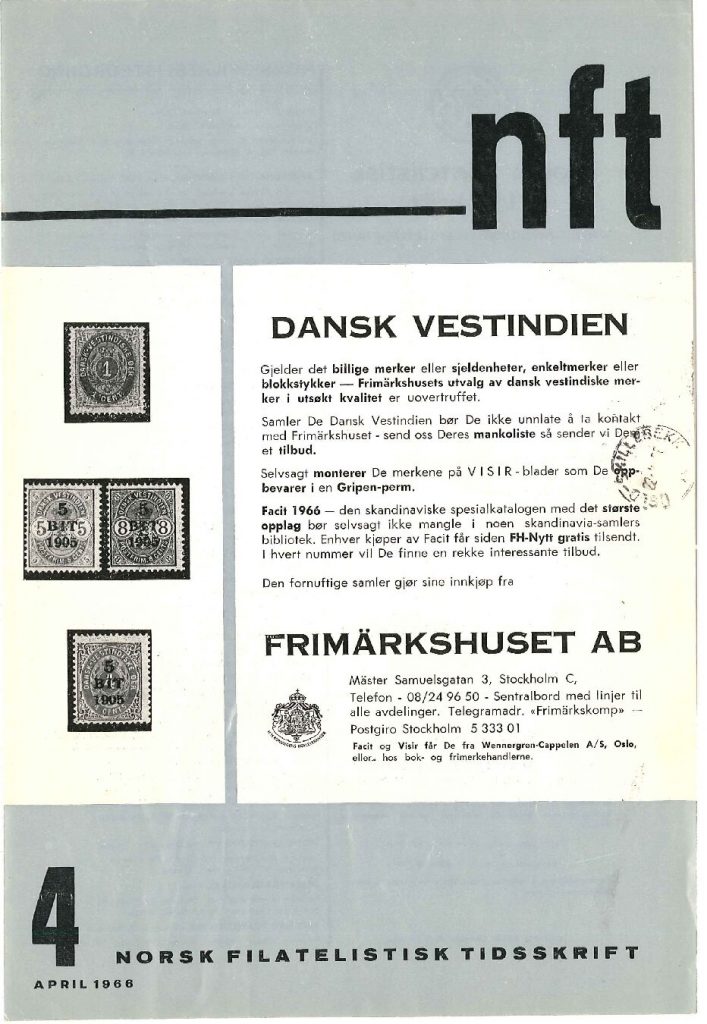 nft
1
1 CENT
5
BIT
1905
5 5
5
BIT
1905
8 8
5
BIT
1905
DANSK VESTINDIEN
Gjelder det billige merker eller sjeldenheter, enkeltmerker eller
blokkstykker — Frimärkshusets utvalg av dansk vestindiske mer-
ker i utsøkt kvalitet er uovertruffet.
Samler De Dansk Vestindien bør De ikke unnlate å ta kontakt
med Frimärkshuset - send oss Deres mankoliste så sender vi Dem
et tilbud.
Selvsagt monterer De merkene på VISIR-blader som De opp-
bevarer i en Gripen-perm.
Facit 1966 — den skandinaviske spesialkatalogen med det største
opplag bør selvsagt ikke mangle i noen skandinavia-samlers
bibliotek. Enhver kjøper av Facit får siden FH-Nytt gratis tilsendt.
I hvert nummer vil De finne en rekke interessante tilbud.
Den fornuftige samler gjør sine innkjøp fra
FRIMÄRKSHUSET AB
Mäster Samuelsgatan 3, Stockholm C,
Telefon - 08/24 96 50 - Sentralbord med linjer til
alle avdelinger. Telegramadr. «Frimärkskomp» —
Postgiro Stockholm 5 333 01
Facit og Visir får De fra Wennergren-Cappelen A/S, Oslo,
eller hos bok- og frimerkehandlerne.
4
NORSK FILATELISTISK TIDSSKRIFT
APRIL 1966